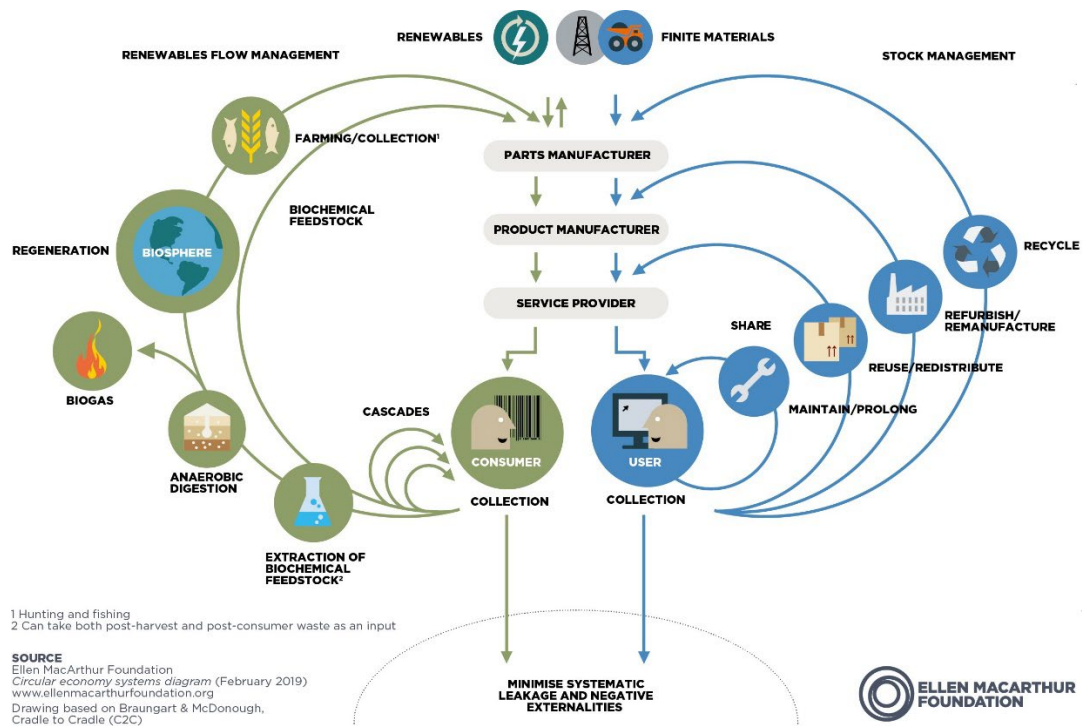 RENEWABLES
FINITE MATERIALS
RENEWABLES FLOW MANAGEMENT
STOCK MANAGEMENT
FARMING/COLLECTION¹
PARTS MANUFACTURER
BIOCHEMICAL
FEEDSTOCK
PRODUCT MANUFACTURER
REGENERATION
BIOSPHERE
RECYCLE
SERVICE PROVIDER
SHARE
REFURBISH/
REMANUFACTURE
REUSE/REDISTRIBUTE
BIOGAS
MAINTAIN/PROLONG
CASCADES
CONSUMER
USER
ANAEROBIC
DIGESTION
COLLECTION
COLLECTION
EXTRACTION OF
BIOCHEMICAL
FEEDSTOCK²
1 Hunting and fishing
2 Can take both post-harvest and post-consumer waste as an input
SOURCE
Ellen MacArthur Foundation
Circular economy systems diagram (February 2019)
www.ellenmacarthurfoundation.org
Drawing based on Braungart & McDonough,
Cradle to Cradle (C2C)
MINIMISE SYSTEMATIC
LEAKAGE AND NEGATIVE
EXTERNALITIES
ELLEN MACARTHUR
FOUNDATION